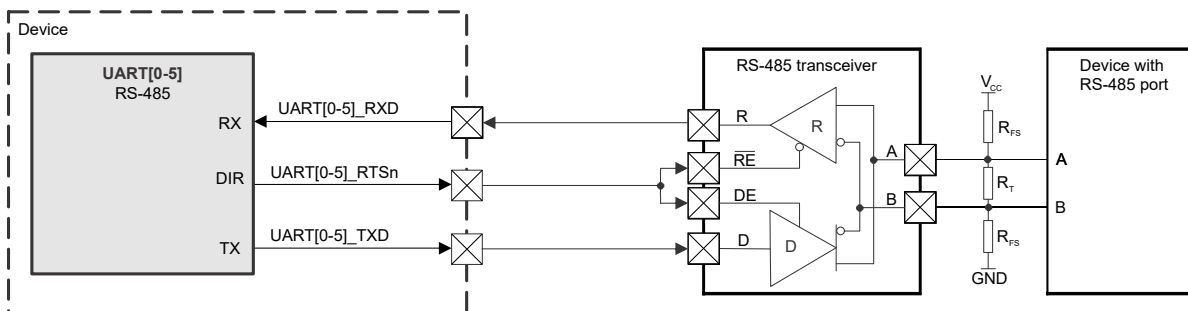 Device
UART[0-5]
RS-485
RX
UART[0-5]_RXD
DIR
UART[0-5]_RTSn
TX
UART[0-5]_TXD
RS-485 transceiver
R
R
RE
DE
D
D
A
B
VCC
RFS
RT
RFS
GND
Device with
RS-485 port
A
B